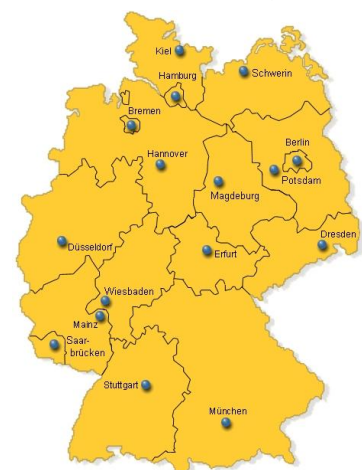 Kiel
Schwerin
Hamburg
Bremen
Berlin
Hannover
Potsdam
Magdeburg
Dresden
Düsseldorf
Erfurt
Wiesbaden
Mainz
Saar-
brücken
Stuttgart
München